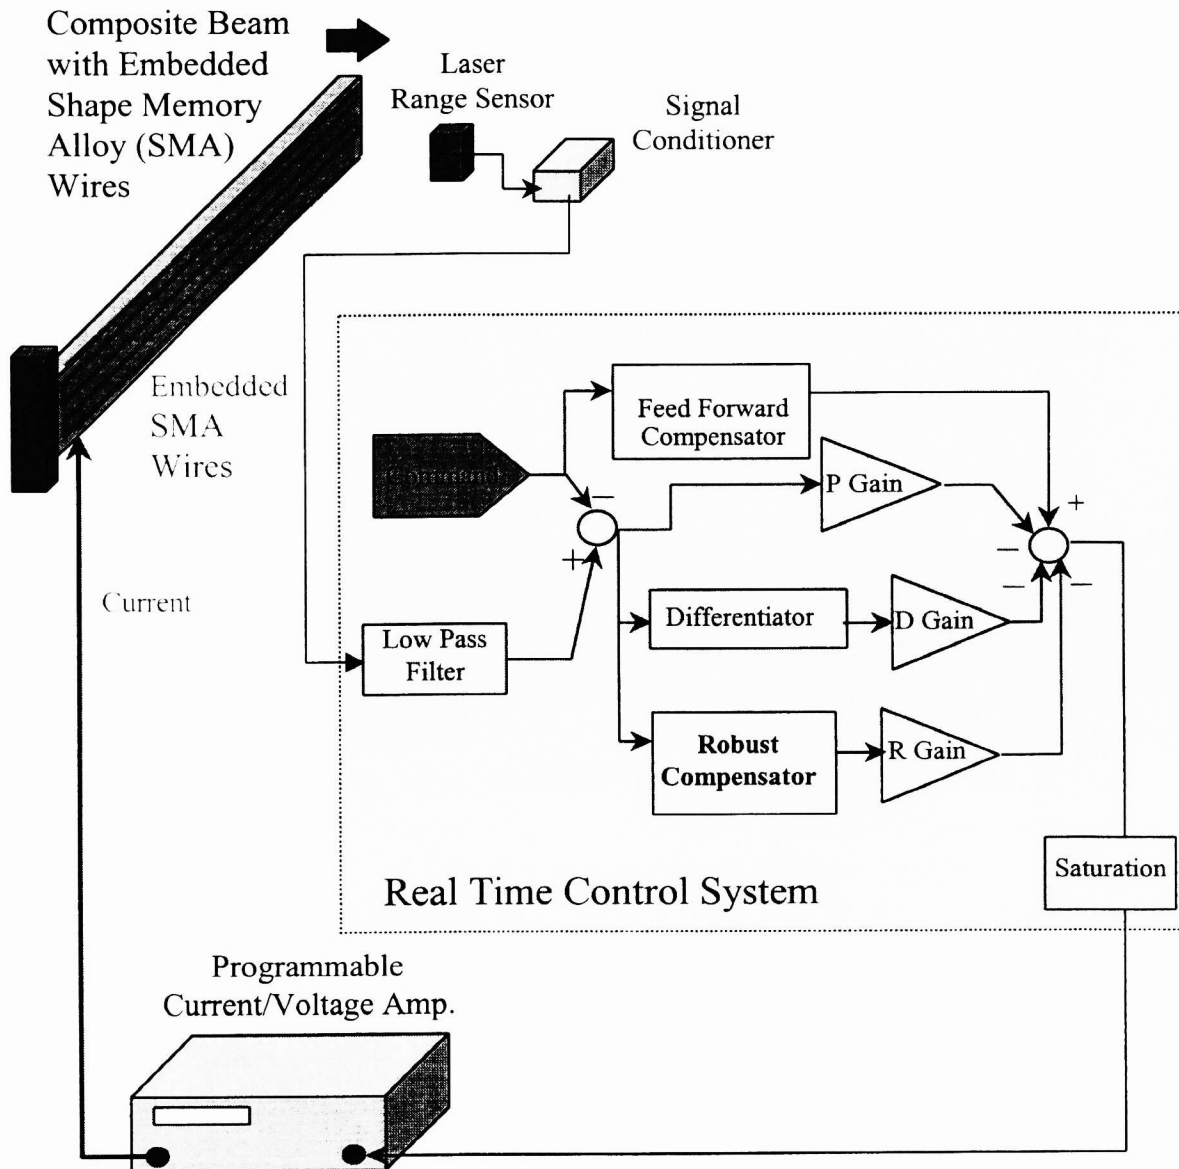 Composite Beam
with Embedded
Shape Memory
Alloy (SMA)
Wires
Laser
Range Sensor
Signal
Conditioner
Embedded
SMA
Wires
Current
Feed Forward
Compensator
Command
P Gain
−
+
+
−
−
−
Differentiator
D Gain
Low Pass
Filter
Robust
Compensator
R Gain
Saturation
Real Time Control System
Programmable
Current/Voltage Amp.